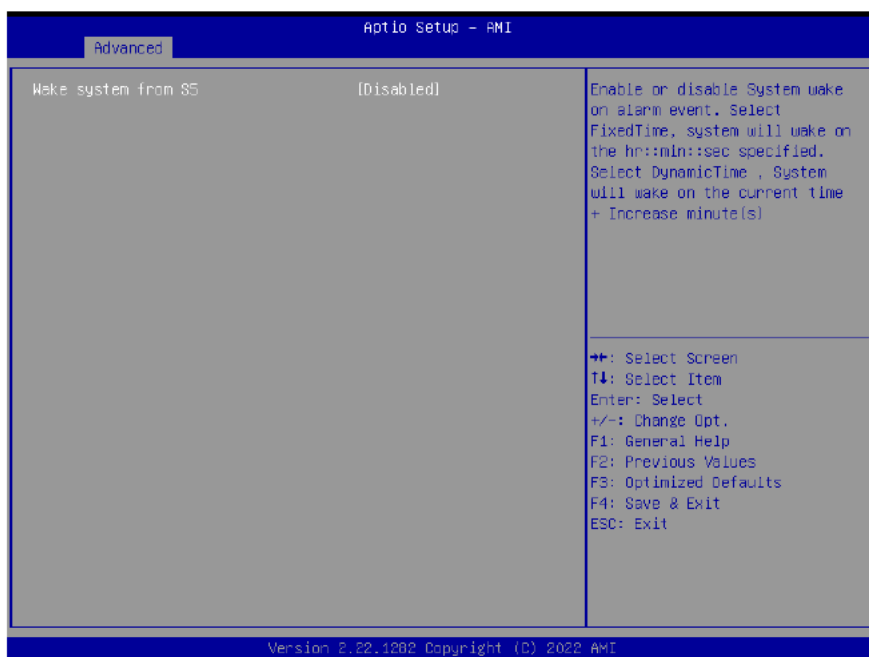 Aptio Setup - AMI
Advanced
Wake system from S5 [Disabled]
Enable or disable System wake
on alarm event. Select
FixedTime, system will wake on
the hr::min::sec specified.
Select DynamicTime , System
will wake on the current time
+ Increase minute(s)
→←: Select Screen
↑↓: Select Item
Enter: Select
+/-: Change Opt.
F1: General Help
F2: Previous Values
F3: Optimized Defaults
F4: Save & Exit
ESC: Exit
Version 2.22.1282 Copyright (C) 2022 AMI